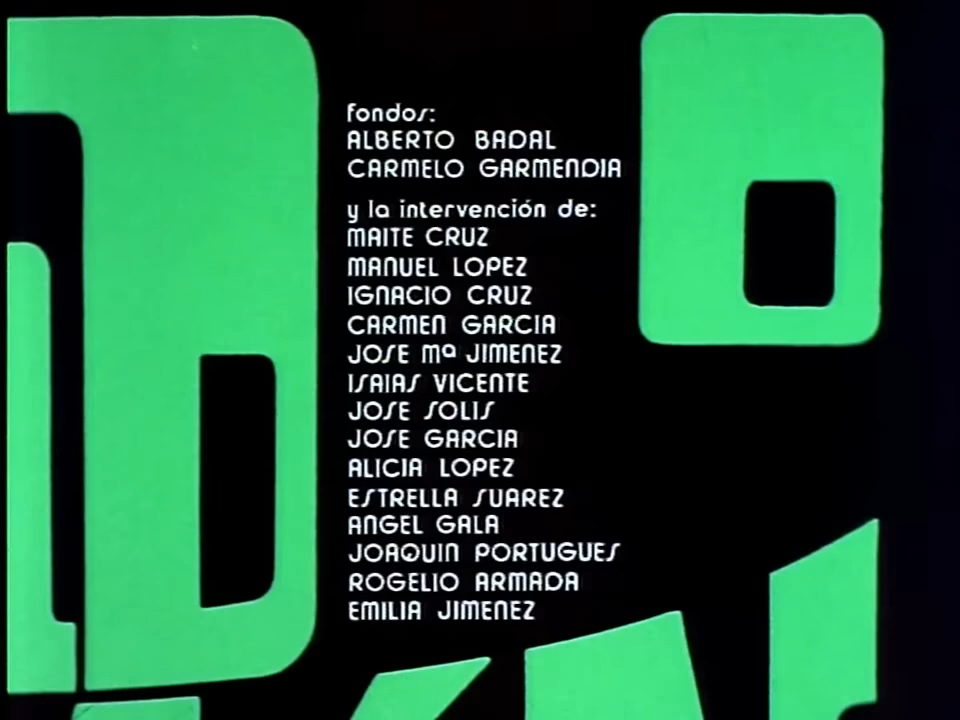 fondos:
ALBERTO BADAL
CARMELO GARMENDIA
y la intervención de:
MAITE CRUZ
MANUEL LOPEZ
IGNACIO CRUZ
CARMEN GARCIA
JOSE Mª JIMENEZ
ISAIAS VICENTE
JOSE SOLIS
JOSE GARCIA
ALICIA LOPEZ
ESTRELLA SUAREZ
ANGEL GALA
JOAQUIN PORTUGUES
ROGELIO ARMADA
EMILIA JIMENEZ